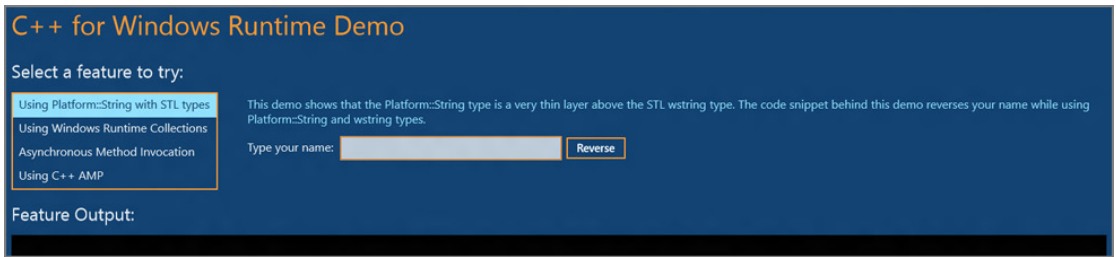 C++ for Windows Runtime Demo
Select a feature to try:
Using Platform::String with STL types
Using Windows Runtime Collections
Asynchronous Method Invocation
Using C++ AMP
This demo shows that the Platform::String type is a very thin layer above the STL wstring type. The code snippet behind this demo reverses your name while using
Platform::String and wstring types.
Type your name:
Reverse
Feature Output: